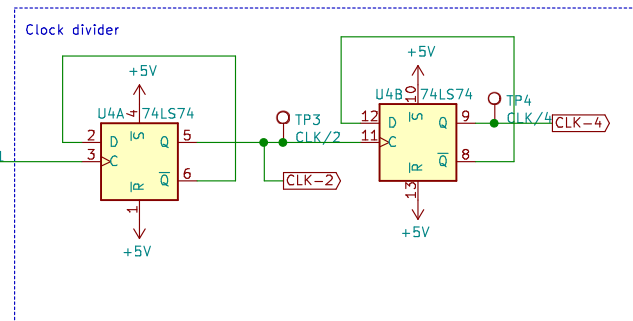 Clock divider
+5V
U4A
74LS74
4
S
2
D
Q
5
3
C
R
Q
6
1
+5V
TP3
CLK/2
CLK-2
+5V
U4B
74LS74
10
S
12
D
Q
9
11
C
R
Q
8
13
+5V
TP4
CLK/4
CLK-4